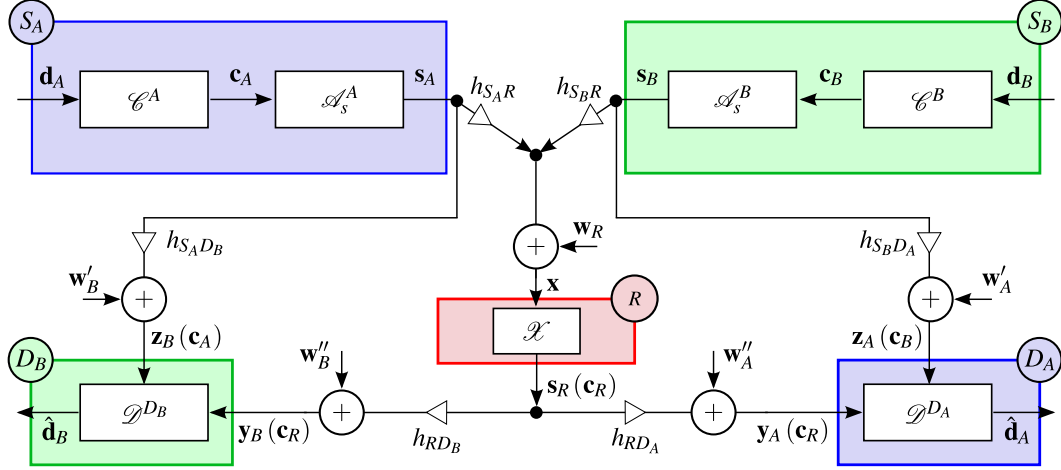 S_A
S_B
d_A
𝒞^A
c_A
𝒜_s^A
s_A
h_{S_A R}
h_{S_B R}
s_B
𝒜_s^B
c_B
𝒞^B
d_B
h_{S_A D_B}
w_R
h_{S_B D_A}
w'_B
+
+
+
w'_A
x
R
𝒳
z_B (c_A)
z_A (c_B)
D_B
w''_B
w''_A
D_A
s_R (c_R)
𝒟^{D_B}
+
+
𝒟^{D_A}
d̂_B
y_B (c_R)
h_{RD_B}
h_{RD_A}
y_A (c_R)
d̂_A